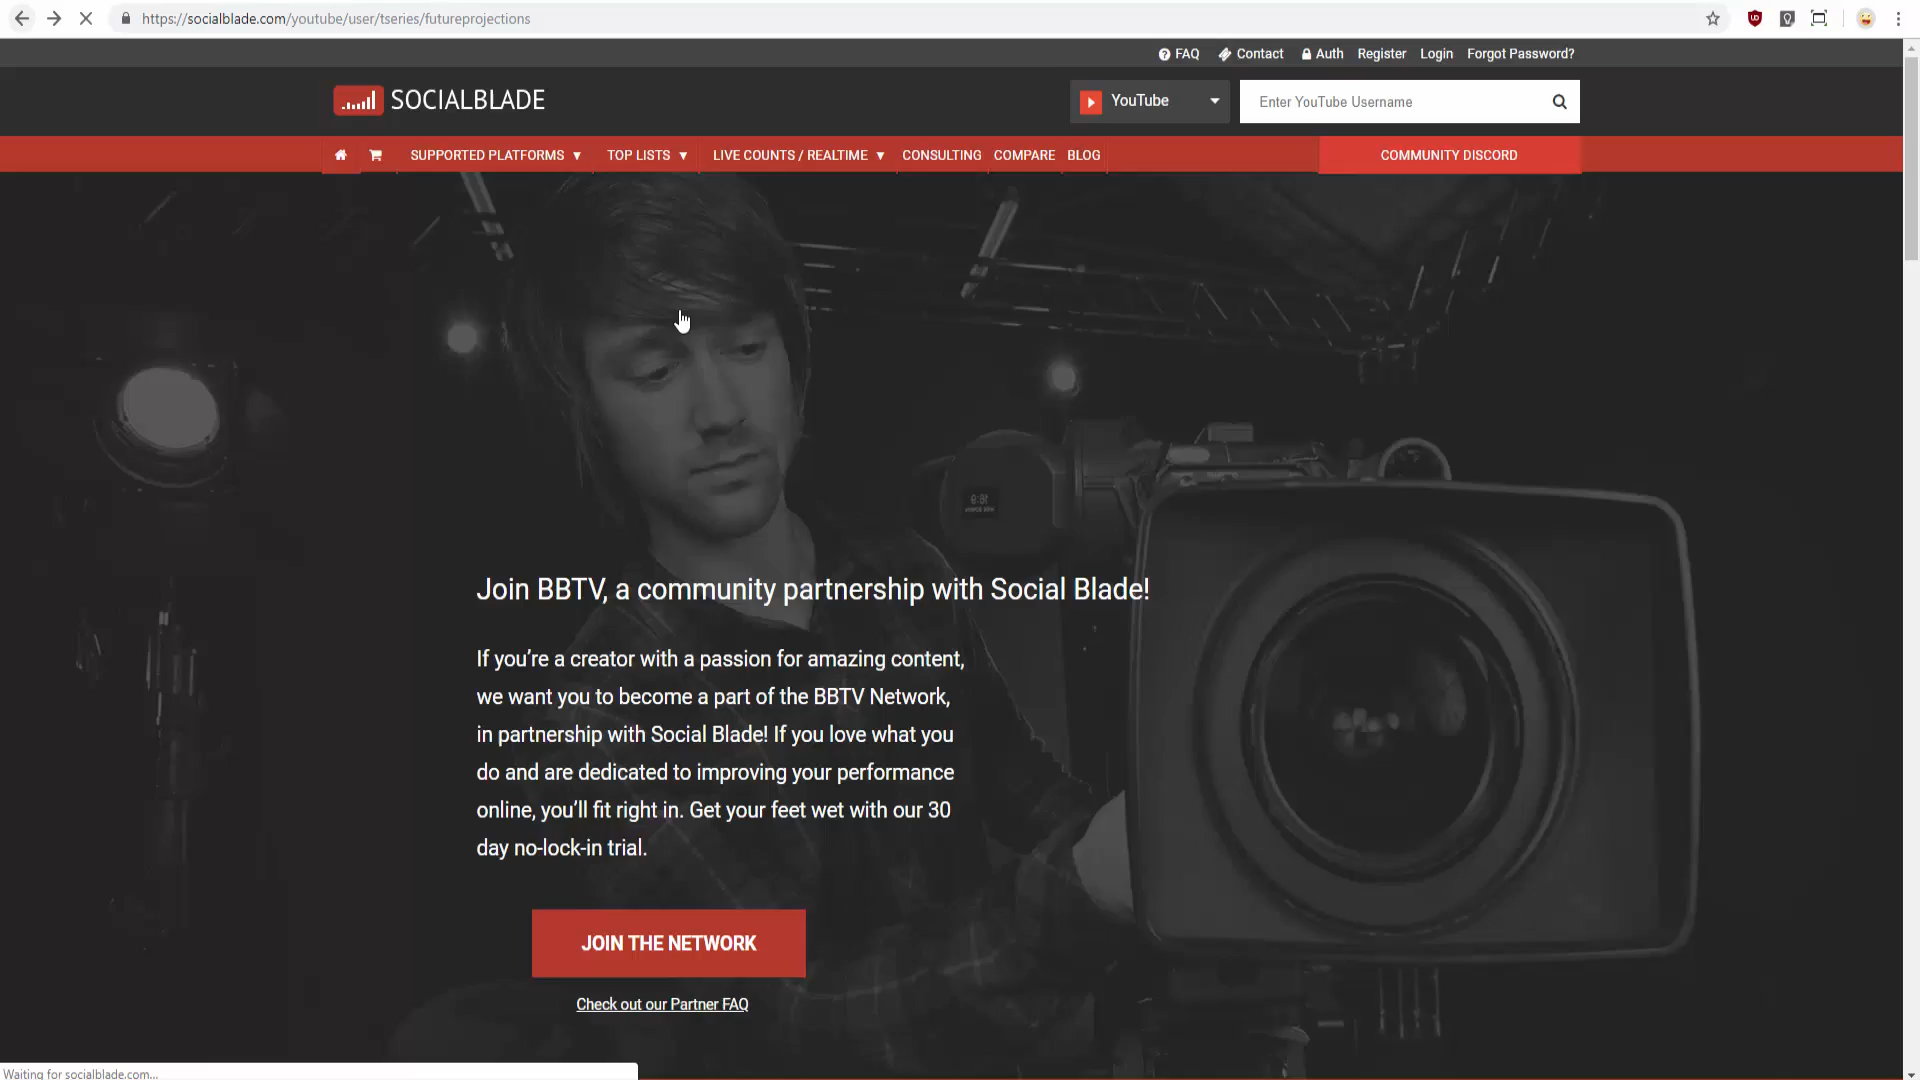 https://socialblade.com/youtube/user/tseries/futureprojections
FAQ Contact Auth Register Login Forgot Password?
SOCIALBLADE
YouTube
Enter YouTube Username
SUPPORTED PLATFORMS TOP LISTS LIVE COUNTS / REALTIME CONSULTING COMPARE BLOG
COMMUNITY DISCORD
Join BBTV, a community partnership with Social Blade!
If you’re a creator with a passion for amazing content,
we want you to become a part of the BBTV Network,
in partnership with Social Blade! If you love what you
do and are dedicated to improving your performance
online, you’ll fit right in. Get your feet wet with our 30
day no-lock-in trial.
JOIN THE NETWORK
Check out our Partner FAQ
Waiting for socialblade.com...